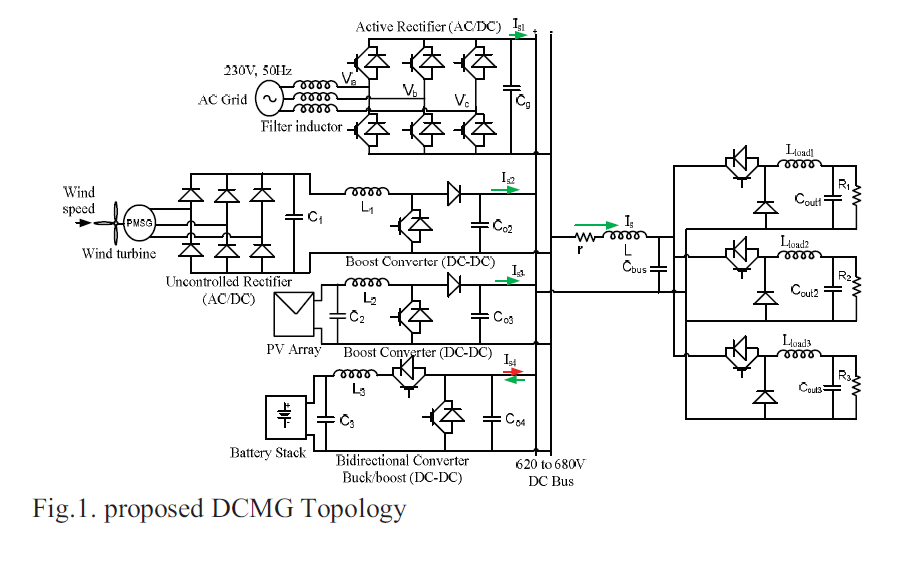 Active Rectifier (AC/DC)
Is1
+ -
230V, 50Hz
AC Grid
Va
Vb
Vc
Cg
Filter inductor
Wind
speed
PMSG
Wind turbine
C1
L1
Is2
Co2
Boost Converter (DC-DC)
Uncontrolled Rectifier
(AC/DC)
L2
Is3
C2
Co3
PV Array
Boost Converter (DC-DC)
Is4
L3
C3
Co4
Battery Stack
Bidirectional Converter
Buck/boost (DC-DC)
620 to 680V
DC Bus
Is
r
L
Cbus
Lload1
R1
Cout1
Lload2
R2
Cout2
Lload3
R3
Cout3
Fig.1. proposed DCMG Topology